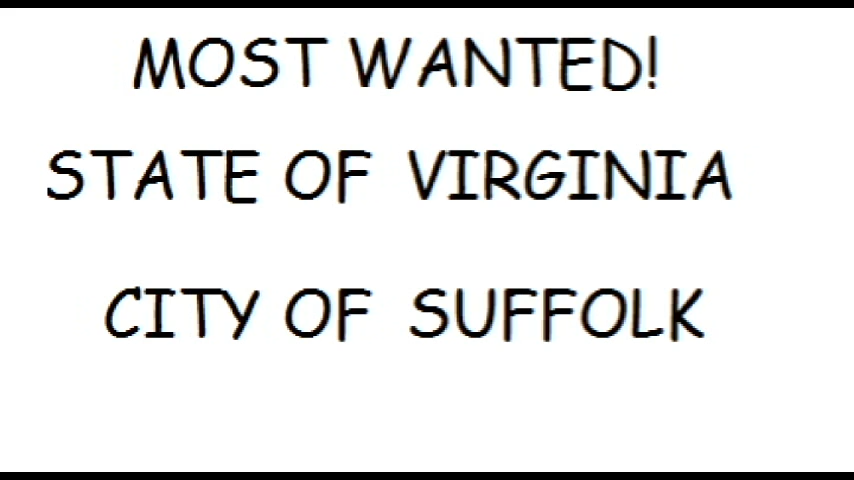 MOST WANTED!
STATE OF VIRGINIA
CITY OF SUFFOLK